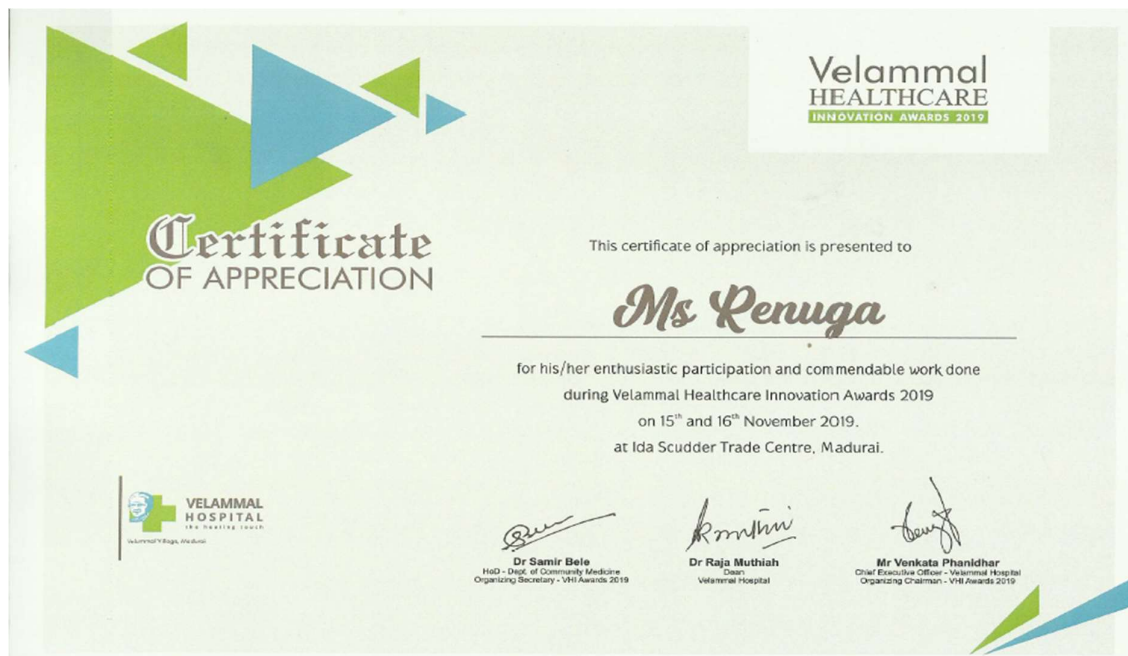 Velammal
HEALTHCARE
INNOVATION AWARDS 2019
Certificate
OF APPRECIATION
This certificate of appreciation is presented to
Ms Renuga
for his/her enthusiastic participation and commendable work done
during Velammal Healthcare Innovation Awards 2019
on 15th and 16th November 2019.
at Ida Scudder Trade Centre, Madurai.
VELAMMAL
HOSPITAL
the healing touch
Velammal Village, Madurai
Dr Samir Bele
HoD - Dept. of Community Medicine
Organizing Secretary - VHI Awards 2019
Dr Raja Muthiah
Dean
Velammal Hospital
Mr Venkata Phanidhar
Chief Executive Officer - Velammal Hospital
Organizing Chairman - VHI Awards 2019